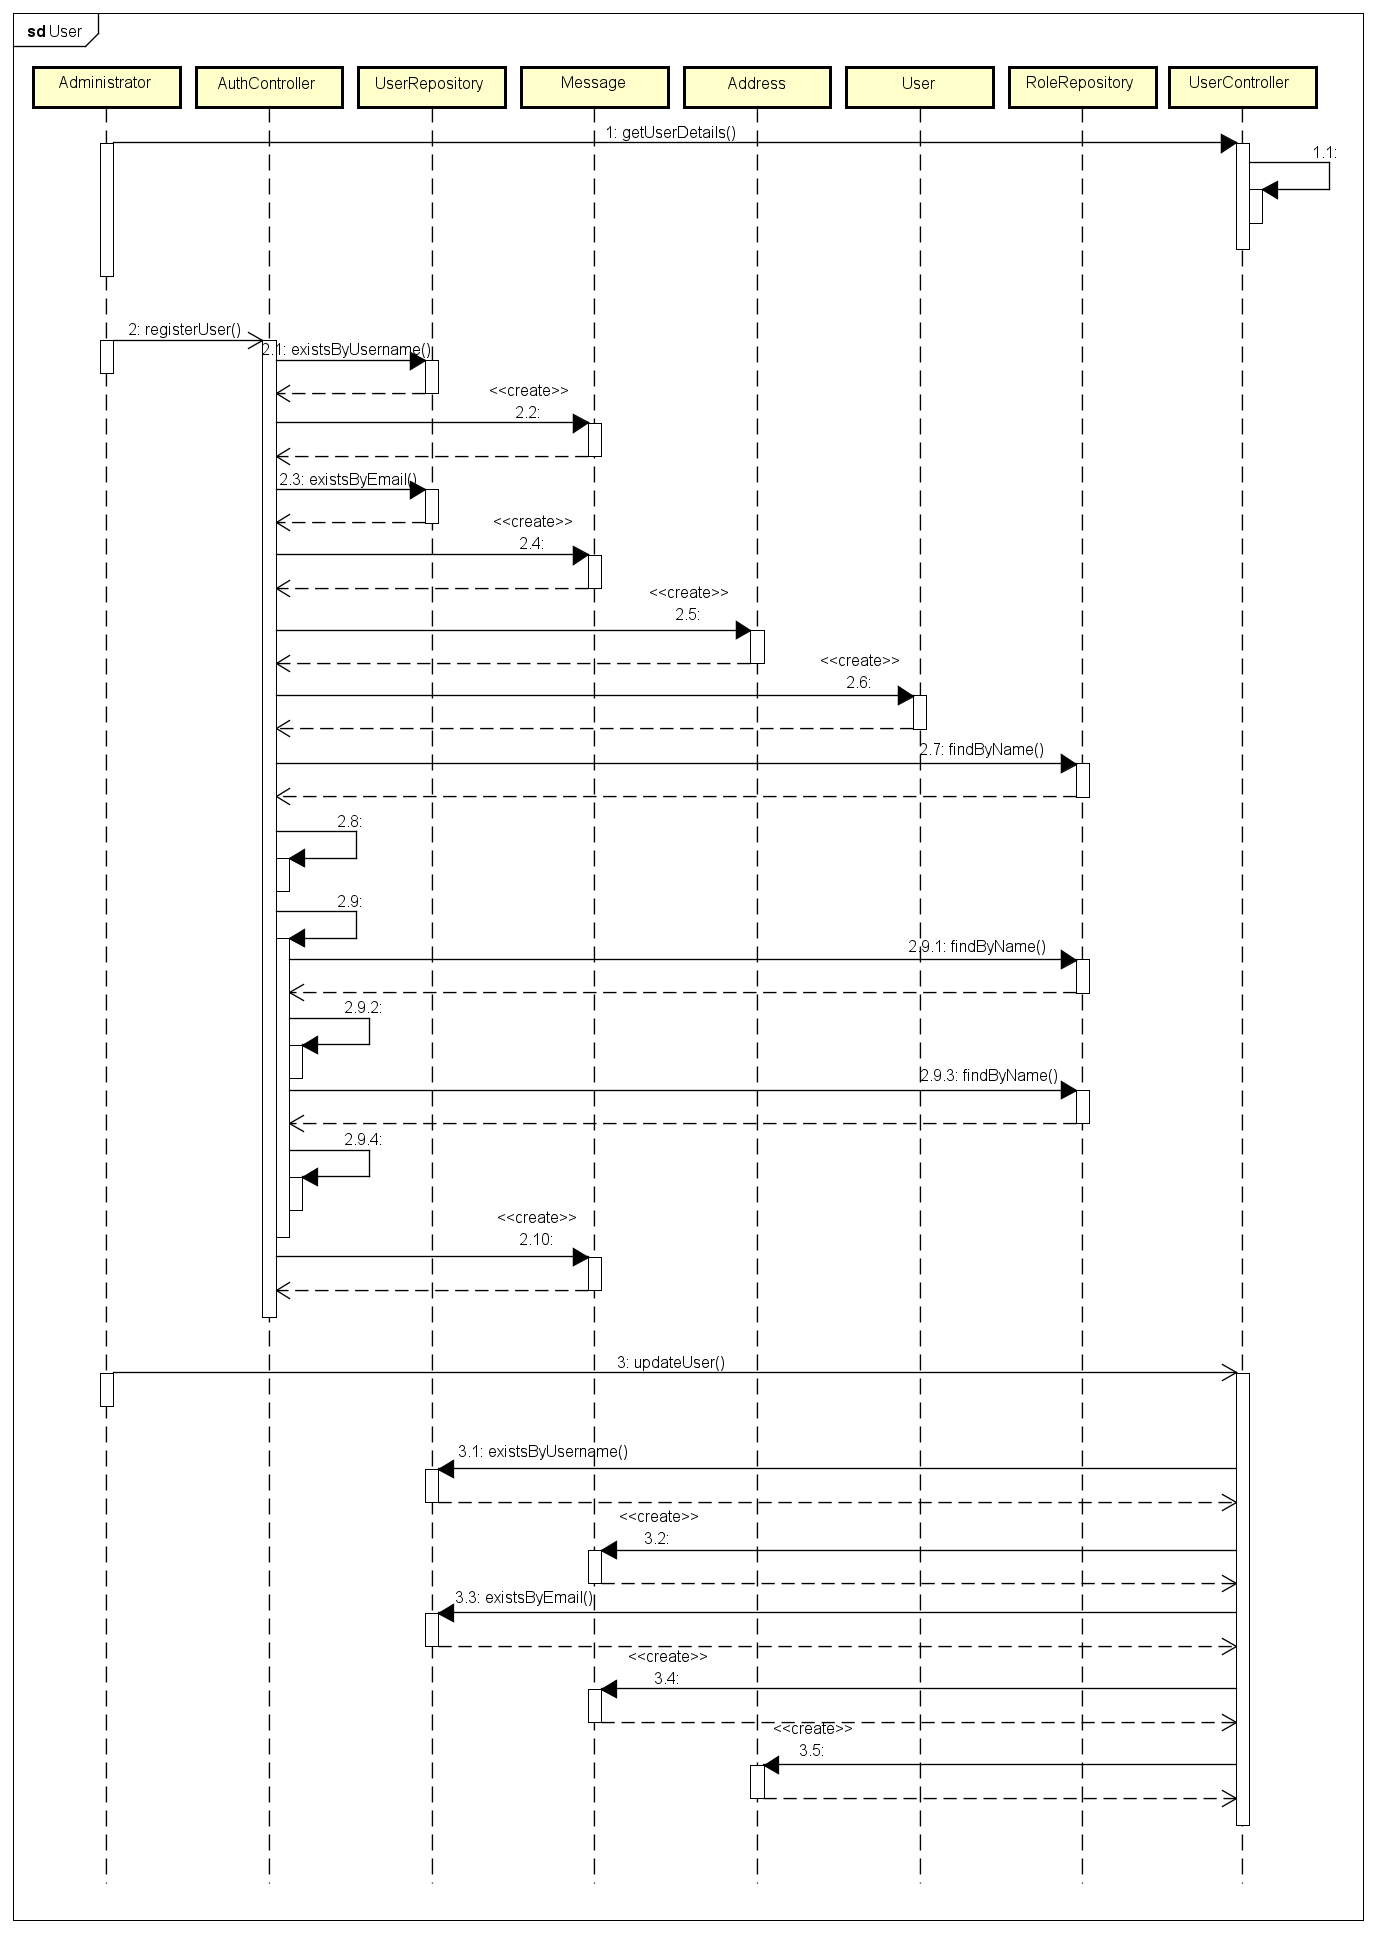 sd User
Administrator
AuthController
UserRepository
Message
Address
User
RoleRepository
UserController
1: getUserDetails()
1.1:
2: registerUser()
2.1: existsByUsername()
<<create>>
2.2:
2.3: existsByEmail()
<<create>>
2.4:
<<create>>
2.5:
<<create>>
2.6:
2.7: findByName()
2.8:
2.9:
2.9.1: findByName()
2.9.2:
2.9.3: findByName()
2.9.4:
<<create>>
2.10:
3: updateUser()
3.1: existsByUsername()
<<create>>
3.2:
3.3: existsByEmail()
<<create>>
3.4:
<<create>>
3.5: